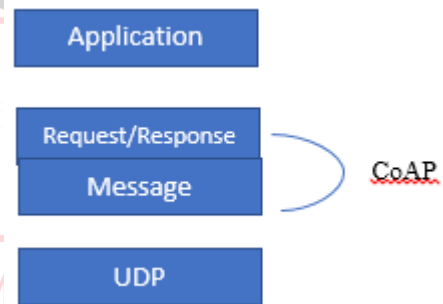 Application
Request/Response
CoAP
Message
UDP